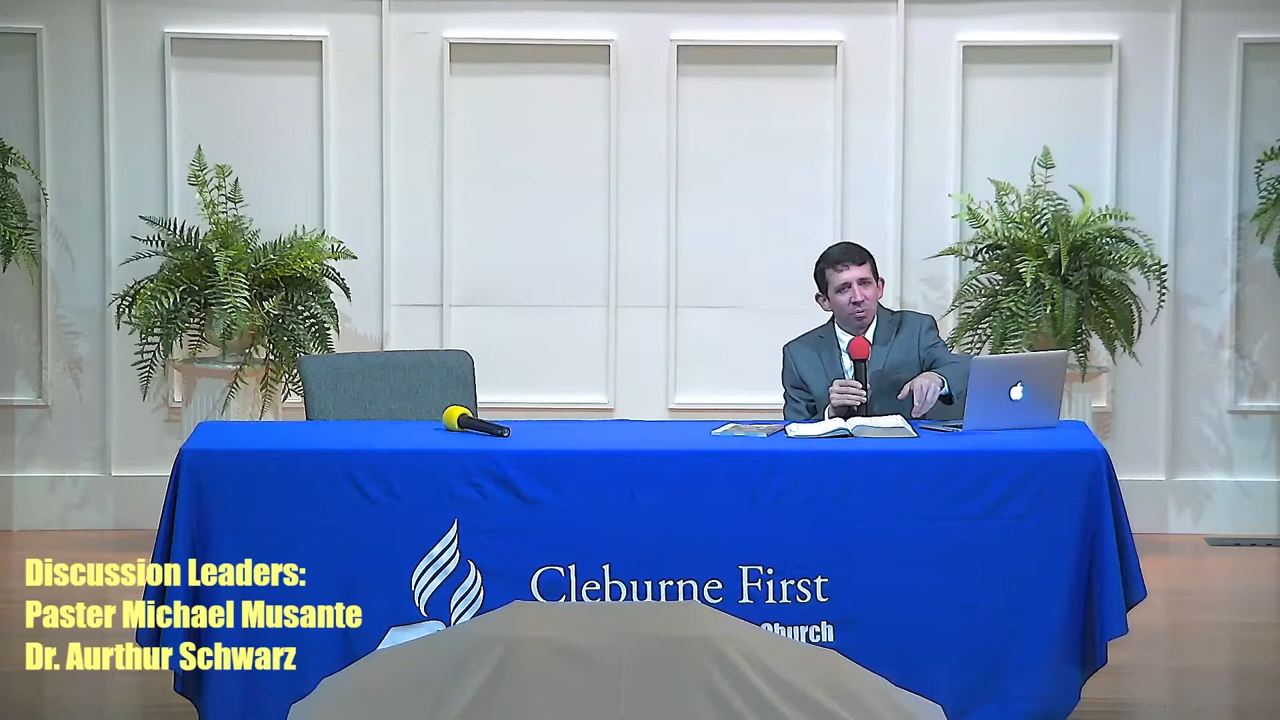 Cleburne First
Church
Discussion Leaders:
Paster Michael Musante
Dr. Aurthur Schwarz